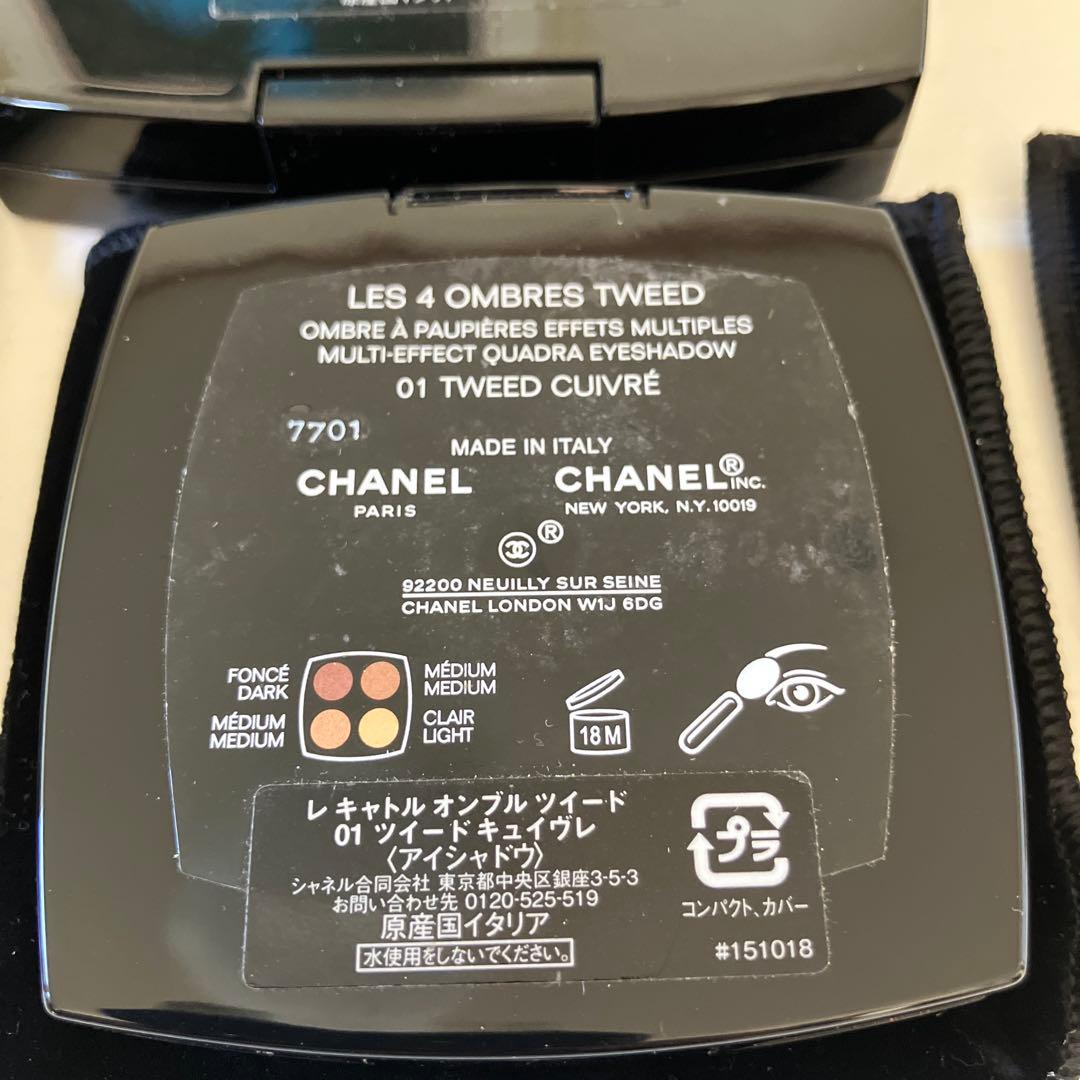 LES 4 OMBRES TWEED
OMBRE À PAUPIÈRES EFFETS MULTIPLES
MULTI-EFFECT QUADRA EYESHADOW
01 TWEED CUIVRÉ
7701
MADE IN ITALY
CHANEL
PARIS
CHANEL® INC.
NEW YORK, N.Y. 10019
®
92200 NEUILLY SUR SEINE
CHANEL LONDON W1J 6DG
FONCÉ
DARK
MÉDIUM
MEDIUM
MÉDIUM
MEDIUM
CLAIR
LIGHT
18 M
レ キャトル オンブル ツイード
01 ツイード キュイヴレ
〈アイシャドウ〉
シャネル合同会社 東京都中央区銀座3-5-3
お問い合わせ先 0120-525-519
原産国イタリア
水使用をしないでください。
プラ
コンパクト、カバー
#151018